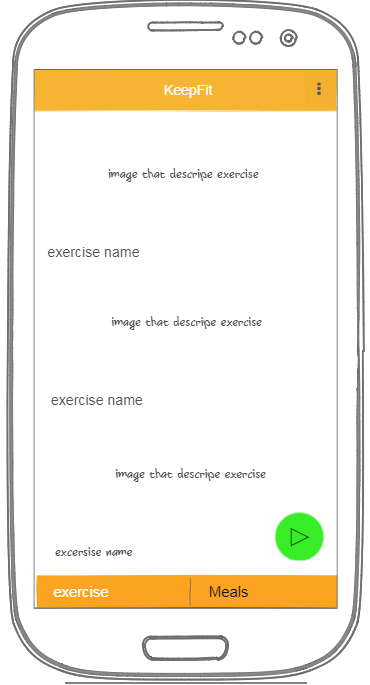 KeepFit
image that descripe exercise
exercise name
image that descripe exercise
exercise name
image that descripe exercise
excersise name
exercise
Meals